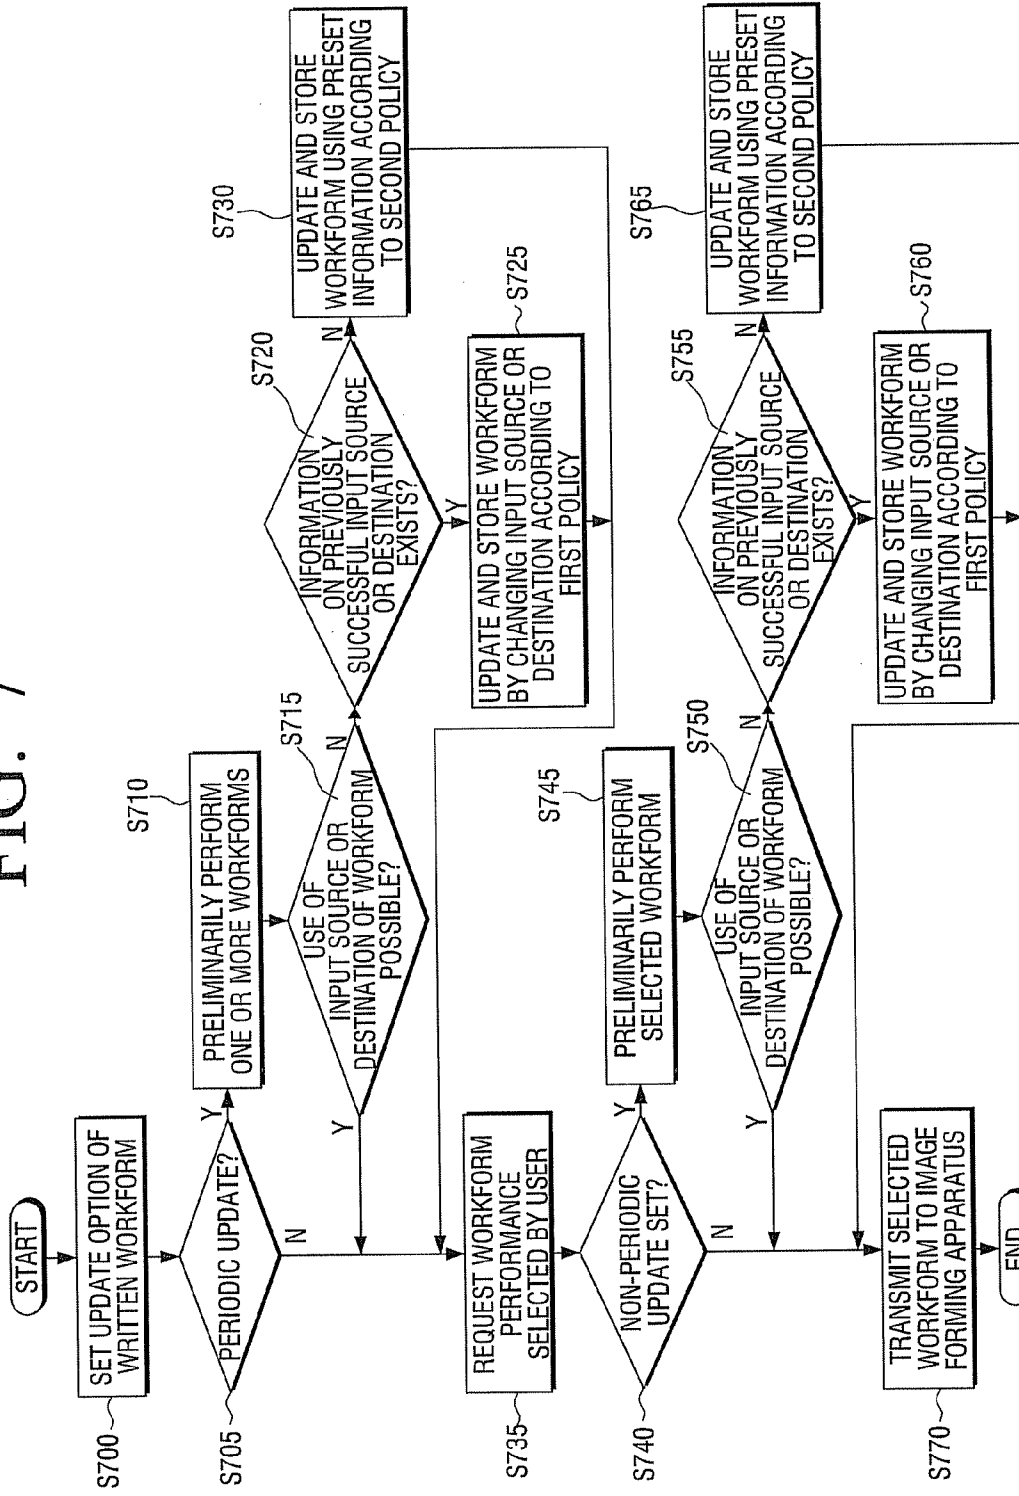 FIG. 7
START
SET UPDATE OPTION OF
WRITTEN WORKFORM
S700
PERIODIC UPDATE?
S705
Y
N
PRELIMINARILY PERFORM
ONE OR MORE WORKFORMS
S710
USE OF
INPUT SOURCE OR
DESTINATION OF WORKFORM
POSSIBLE?
S715
Y
N
INFORMATION
ON PREVIOUSLY
SUCCESSFUL INPUT SOURCE
OR DESTINATION
EXISTS?
S720
N
Y
UPDATE AND STORE
WORKFORM USING PRESET
INFORMATION ACCORDING
TO SECOND POLICY
S730
UPDATE AND STORE WORKFORM
BY CHANGING INPUT SOURCE OR
DESTINATION ACCORDING TO
FIRST POLICY
S725
REQUEST WORKFORM
PERFORMANCE
SELECTED BY USER
S735
NON-PERIODIC
UPDATE SET?
S740
Y
N
PRELIMINARILY PERFORM
SELECTED WORKFORM
S745
USE OF
INPUT SOURCE OR
DESTINATION OF WORKFORM
POSSIBLE?
S750
Y
N
INFORMATION
ON PREVIOUSLY
SUCCESSFUL INPUT SOURCE
OR DESTINATION
EXISTS?
S755
N
Y
UPDATE AND STORE
WORKFORM USING PRESET
INFORMATION ACCORDING
TO SECOND POLICY
S765
UPDATE AND STORE WORKFORM
BY CHANGING INPUT SOURCE OR
DESTINATION ACCORDING TO
FIRST POLICY
S760
TRANSMIT SELECTED
WORKFORM TO IMAGE
FORMING APPARATUS
S770
END